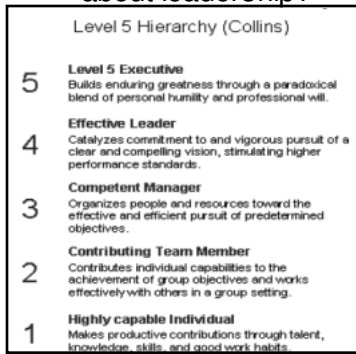 about leadership?
Level 5 Hierarchy (Collins)
5
Level 5 Executive
Builds enduring greatness through a paradoxical
blend of personal humility and professional will.
4
Effective Leader
Catalyzes commitment to and vigorous pursuit of a
clear and compelling vision, stimulating higher
performance standards.
3
Competent Manager
Organizes people and resources toward the
effective and efficient pursuit of predetermined
objectives.
2
Contributing Team Member
Contributes individual capabilities to the
achievement of group objectives and works
effectively with others in a group setting.
1
Highly capable Individual
Makes productive contributions through talent,
knowledge, skills, and good work habits.